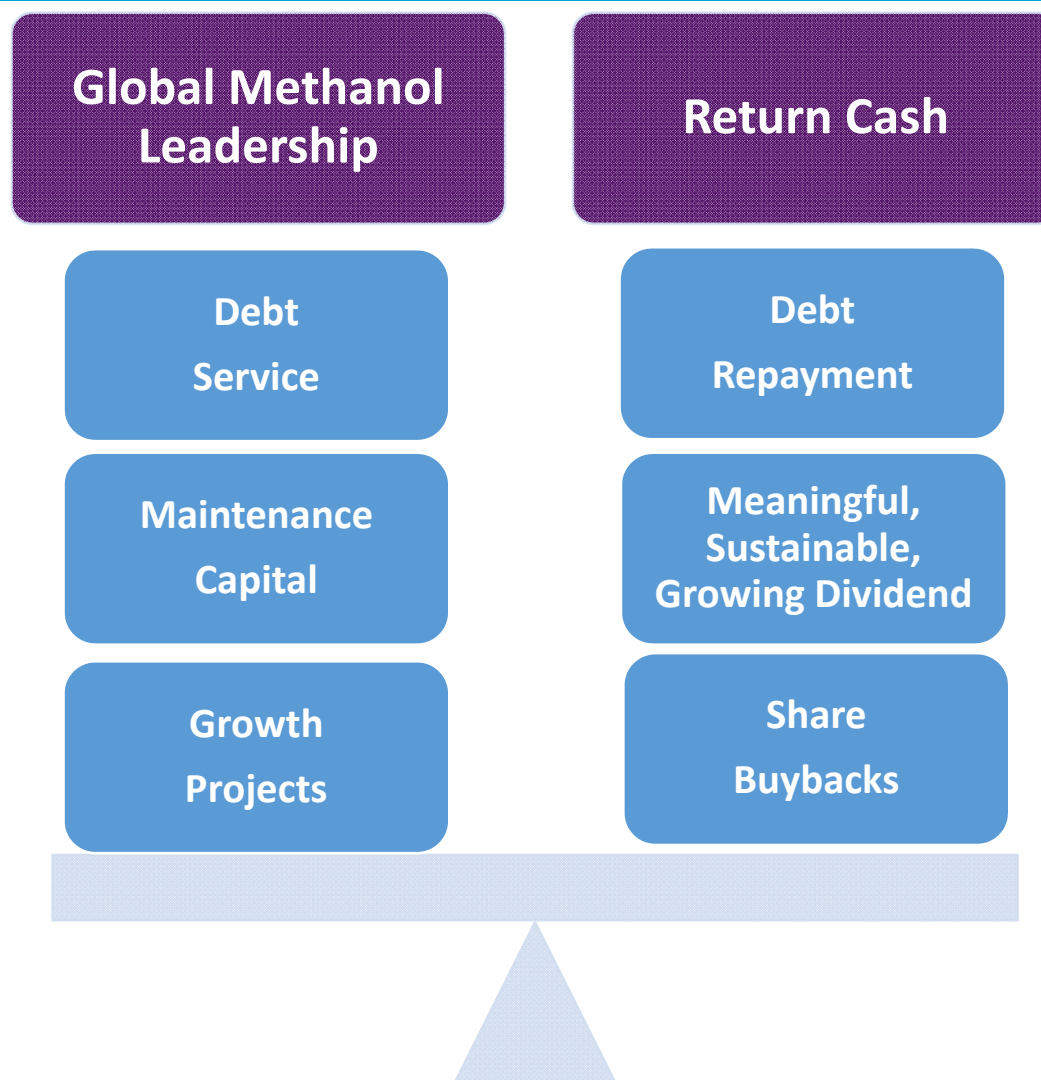 Global Methanol
Leadership
Debt
Service
Maintenance
Capital
Growth
Projects
Return Cash
Debt
Repayment
Meaningful,
Sustainable,
Growing Dividend
Share
Buybacks